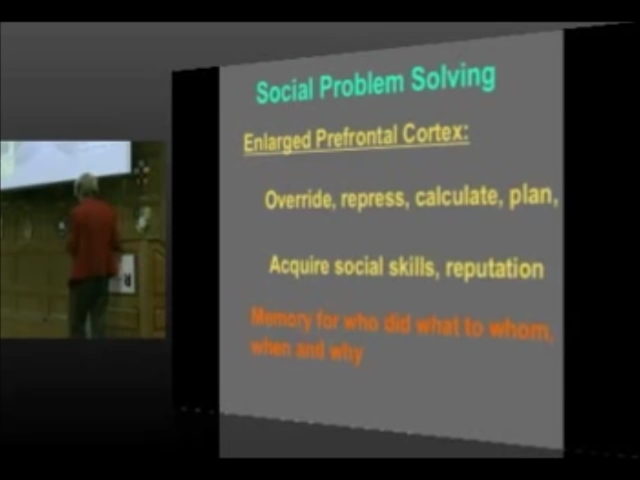 Social Problem Solving
Enlarged Prefrontal Cortex:
Override, repress, calculate, plan,
Acquire social skills, reputation
Memory for who did what to whom,
when and why